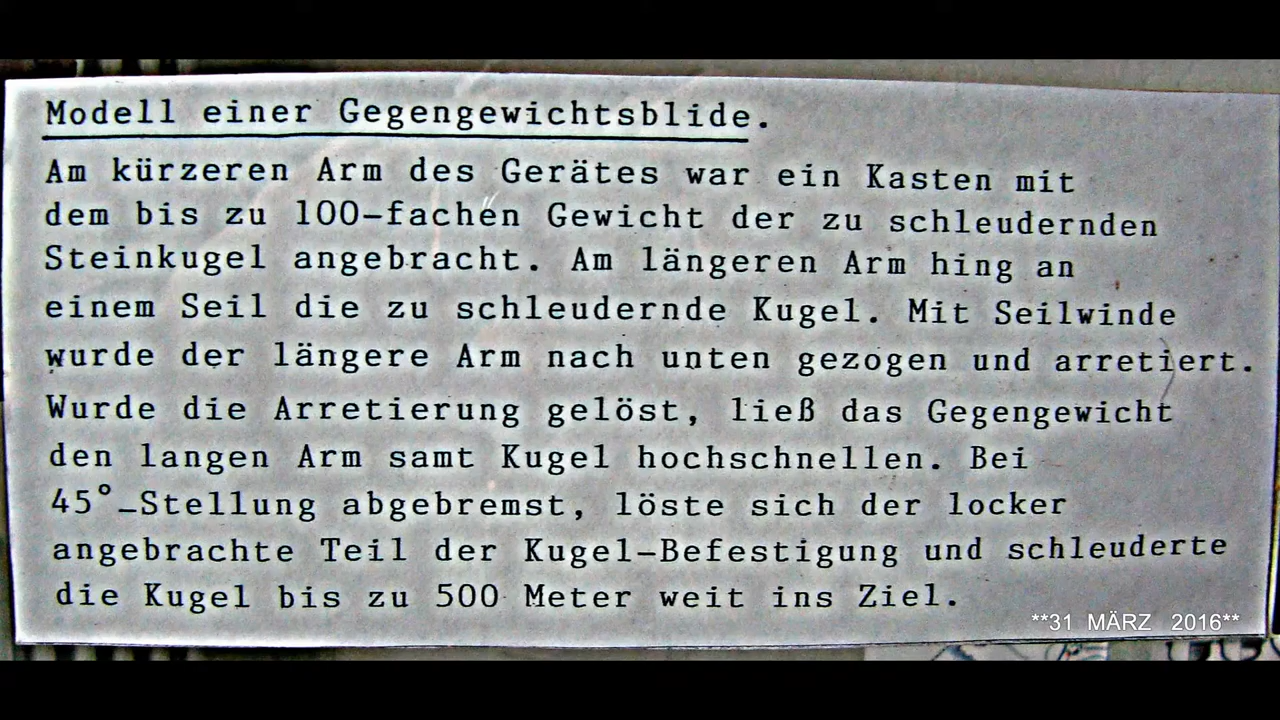 Modell einer Gegengewichtsblide.
Am kürzeren Arm des Gerätes war ein Kasten mit
dem bis zu 100-fachen Gewicht der zu schleudernden
Steinkugel angebracht. Am längeren Arm hing an
einem Seil die zu schleudernde Kugel. Mit Seilwinde
wurde der längere Arm nach unten gezogen und arretiert.
Wurde die Arretierung gelöst, ließ das Gegengewicht
den langen Arm samt Kugel hochschnellen. Bei
45°-Stellung abgebremst, löste sich der locker
angebrachte Teil der Kugel-Befestigung und schleuderte
die Kugel bis zu 500 Meter weit ins Ziel.
**31 MÄRZ 2016**